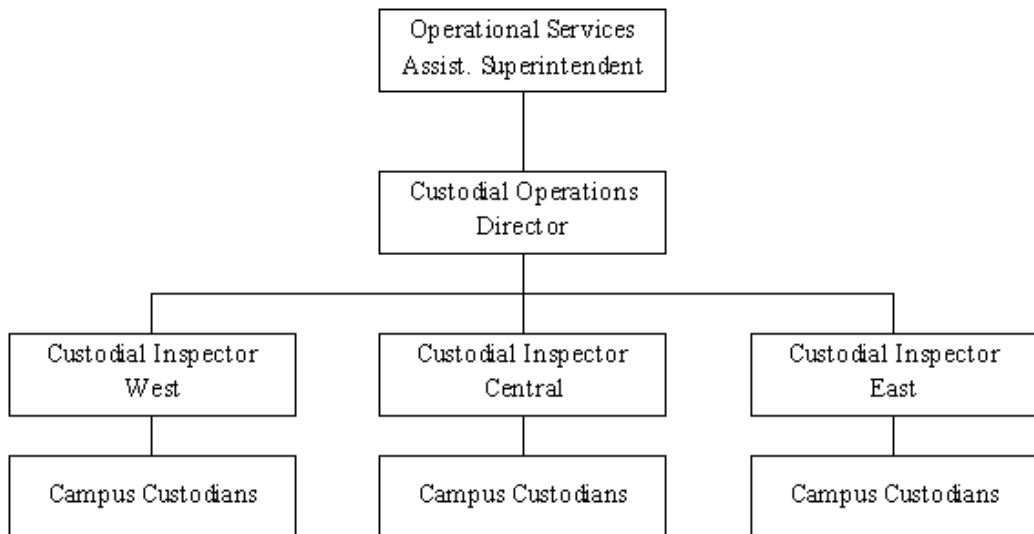 Operational Services
Assist. Superintendent
Custodial Operations
Director
Custodial Inspector
West
Custodial Inspector
Central
Custodial Inspector
East
Campus Custodians
Campus Custodians
Campus Custodians